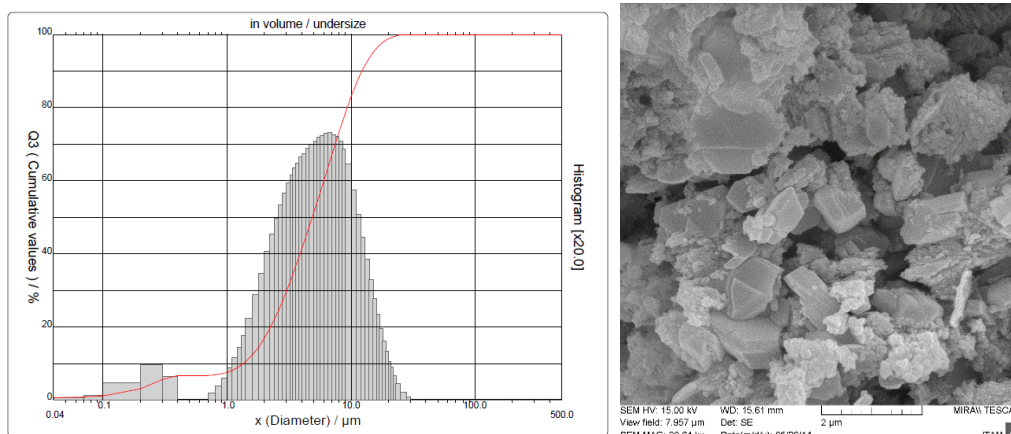 in volume / undersize
100
80
60
40
20
0
Q3 ( Cumulative values ) / %
Histogram [x20.0]
0.04
0.1
1.0
10.0
100.0
500.0
x (Diameter) / µm
SEM HV: 15.00 kV WD: 15.61 mm MIRA\\ TESCA
View field: 7.957 µm Det: SE 2 µm